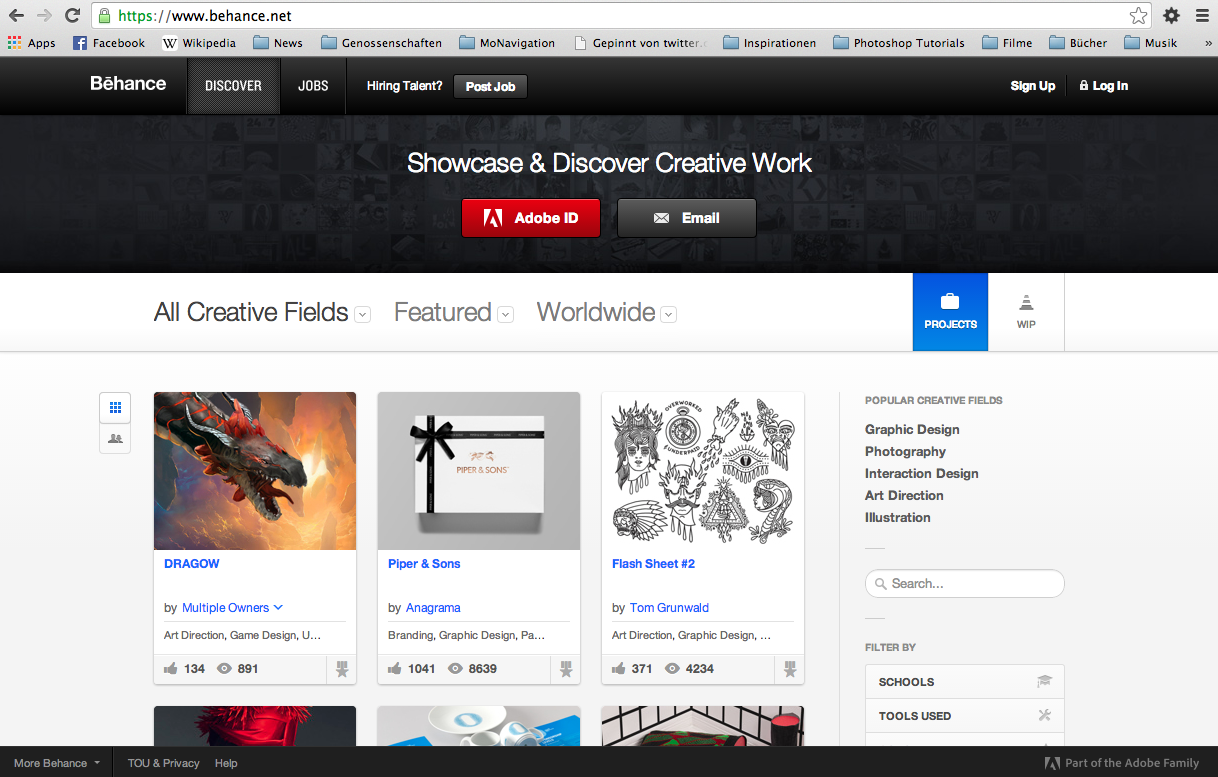 https://www.behance.net
Apps Facebook Wikipedia News Genossenschaften MoNavigation Gepinnt von twitter. Inspirationen Photoshop Tutorials Filme Bücher Musik »
Bēhance DISCOVER JOBS Hiring Talent? Post Job Sign Up Log In
Showcase & Discover Creative Work
Adobe ID Email
All Creative Fields Featured Worldwide
PROJECTS WIP
OVERWORKED
&UNDERPAID
PIPER & SONS
DRAGOW
by Multiple Owners
Art Direction, Game Design, U...
134 891
Piper & Sons
by Anagrama
Branding, Graphic Design, Pa...
1041 8639
Flash Sheet #2
by Tom Grunwald
Art Direction, Graphic Design, ...
371 4234
POPULAR CREATIVE FIELDS
Graphic Design
Photography
Interaction Design
Art Direction
Illustration
Search...
FILTER BY
SCHOOLS
TOOLS USED
More Behance TOU & Privacy Help Part of the Adobe Family